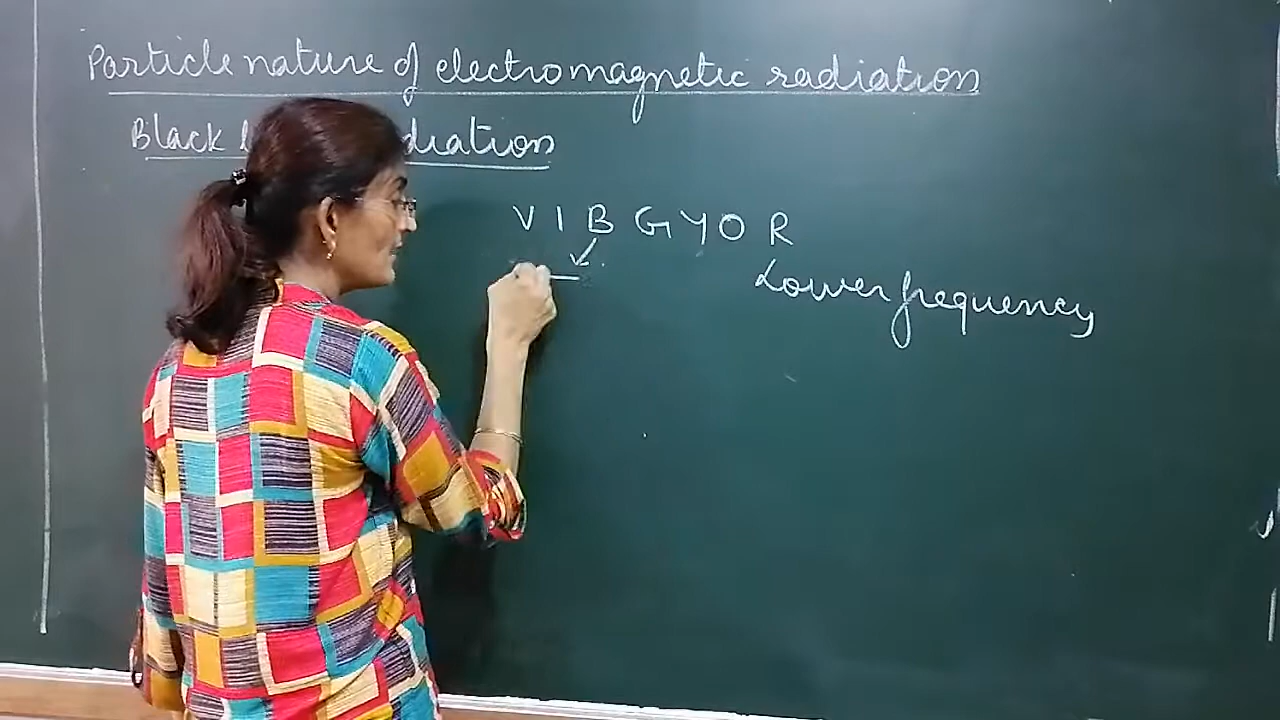 Particle nature of electromagnetic radiation
Black diation
V I B G Y O R
Lower frequency